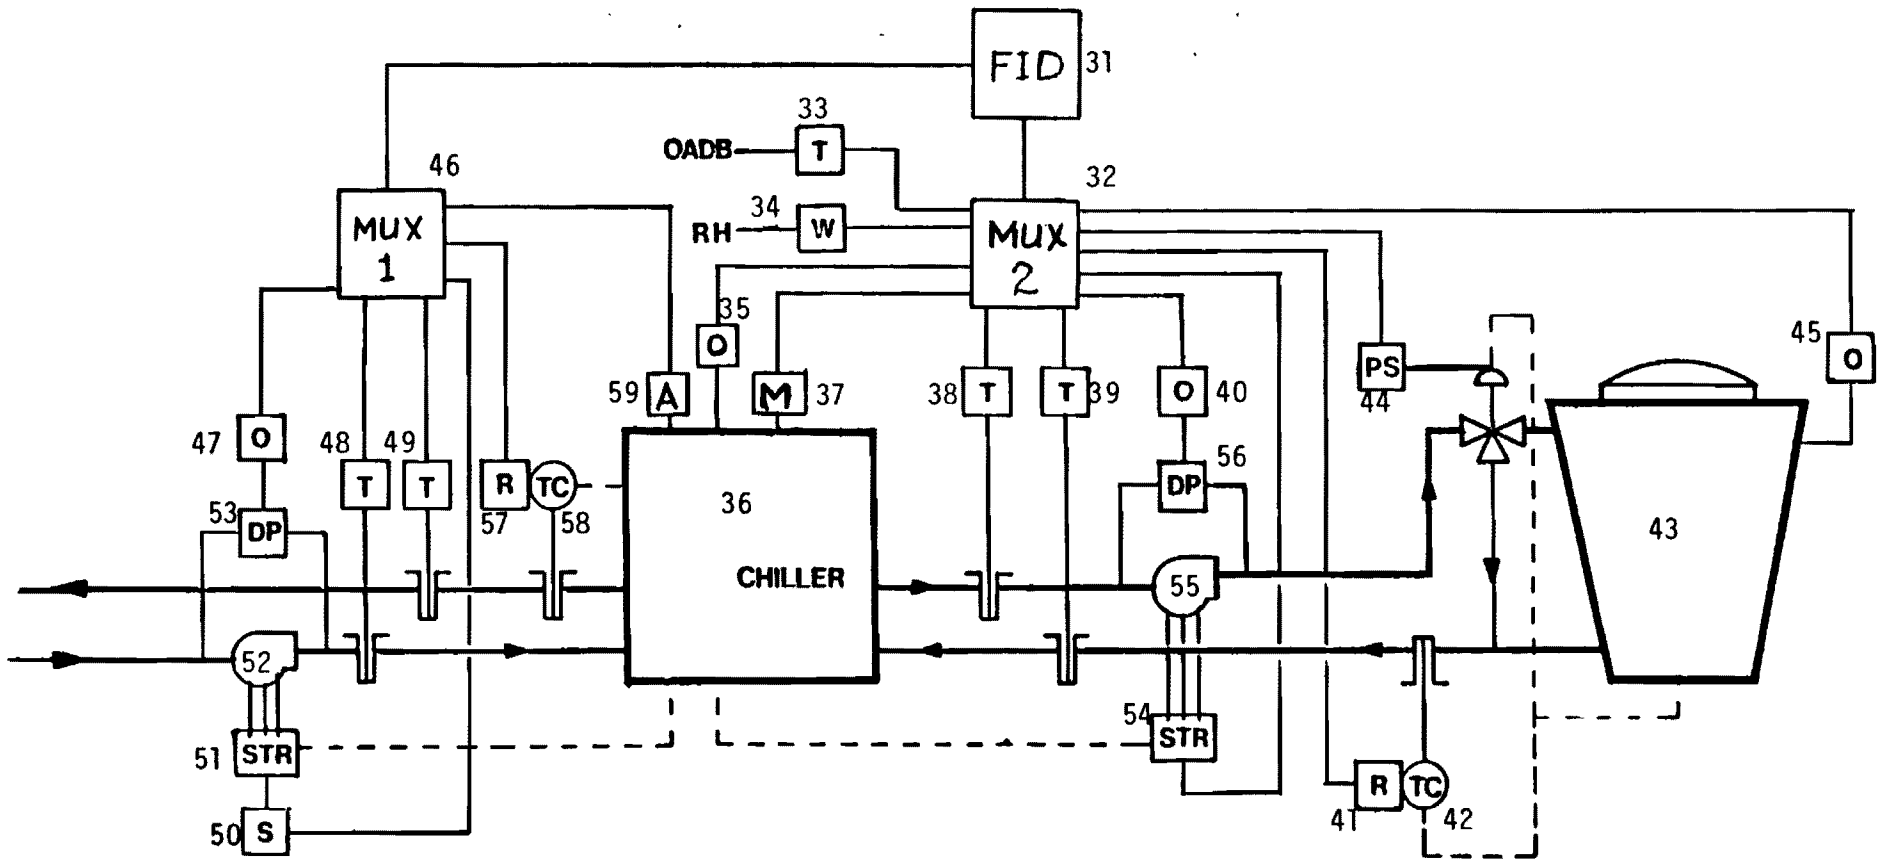 FID 31
33
OADB T
46
32
34
RH W
MUX
1
MUX
2
35
O
45
O
PS
44
59 A
M 37
38 T
T 39
O 40
47 O
48 49
T T
R TC
57 58
56
DP
36
53
DP
43
CHILLER
55
52
54
STR
51 STR
R TC
41 42
50 S